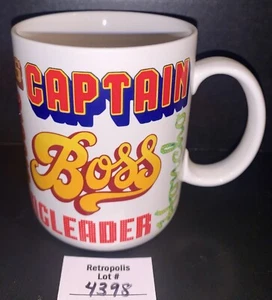 CAPTAIN
Boss
GLEADER
Retropolis
Lot #
4398